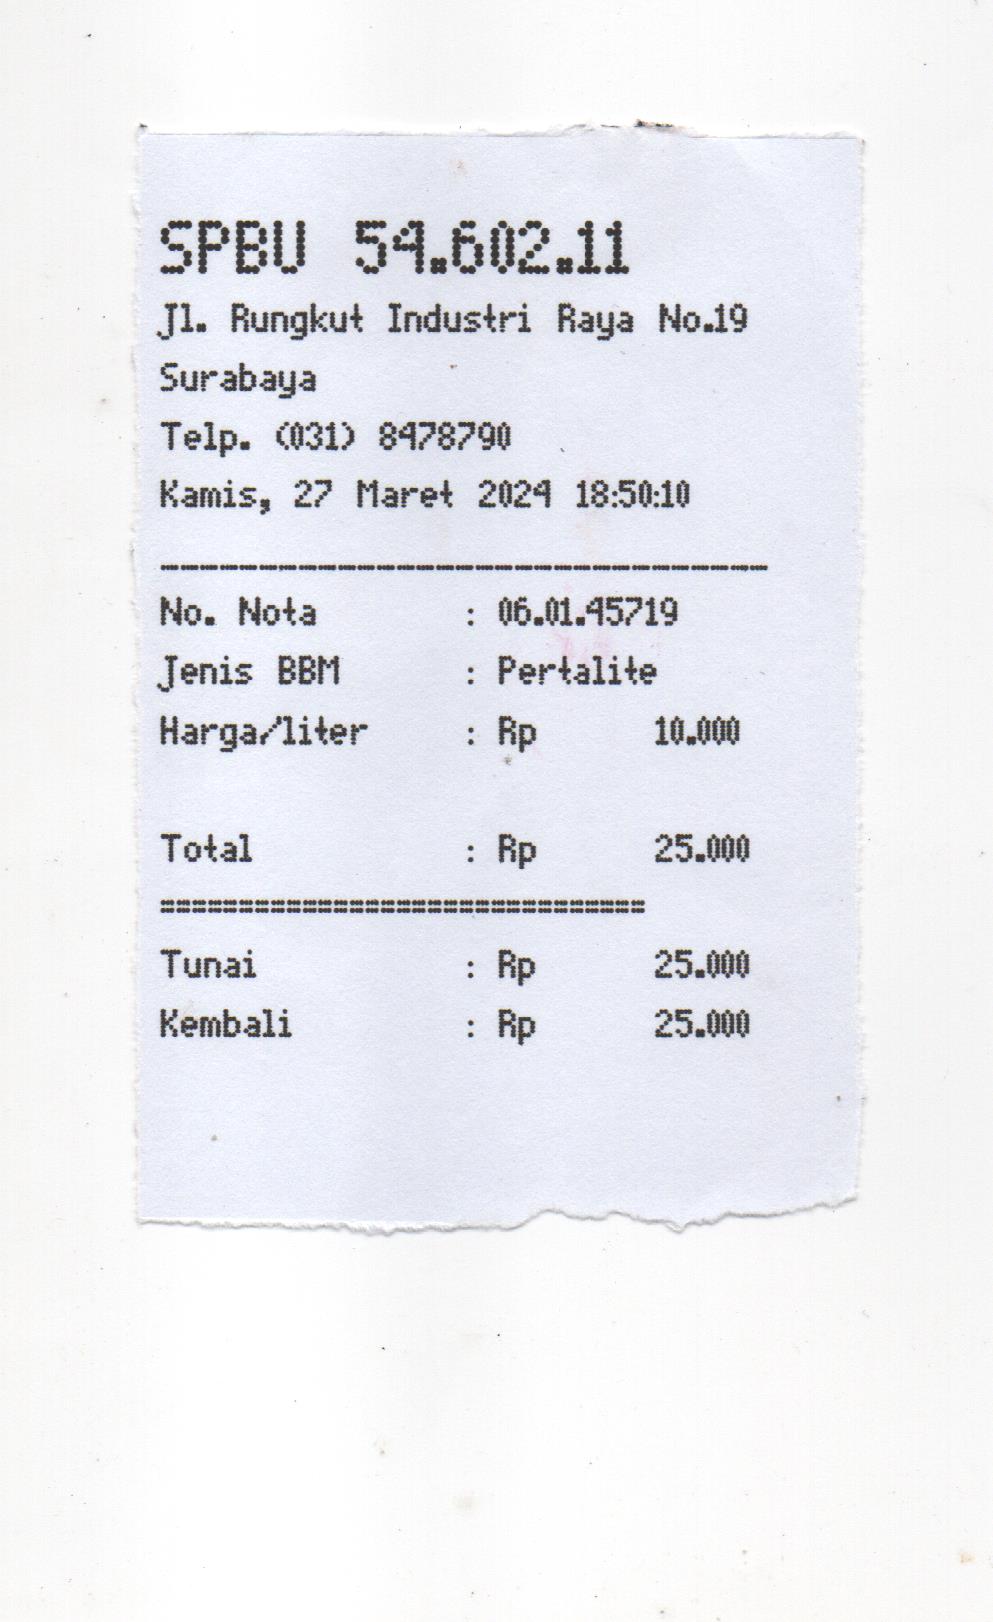 SPBU 54.602.11
Jl. Rungkut Industri Raya No.19
Surabaya
Telp. (031) 8478790
Kamis, 27 Maret 2024 18:50:10
--------------------------------
No. Nota : 06.01.45719
Jenis BBM : Pertalite
Harga/liter : Rp 10.000
Total : Rp 25.000
===============================
Tunai : Rp 25.000
Kembali : Rp 25.000